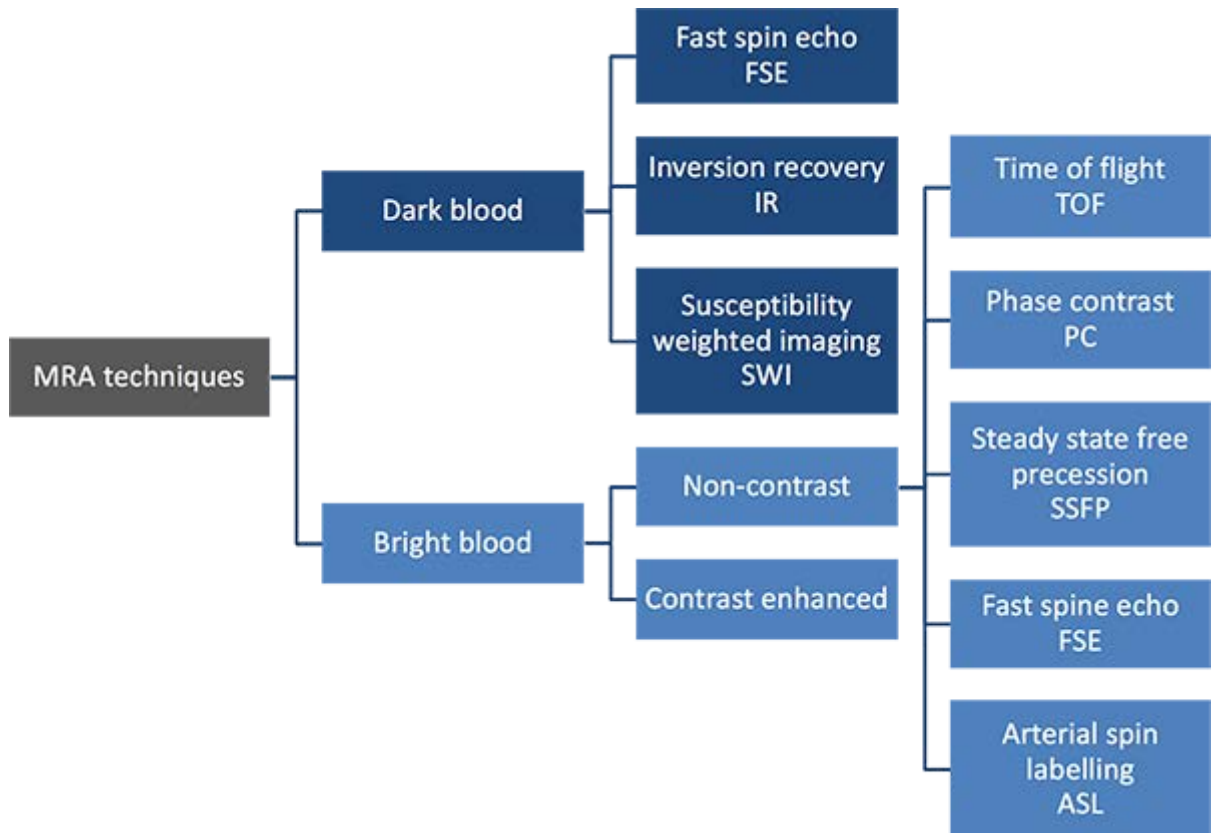 MRA techniques
Dark blood
Fast spin echo
FSE
Inversion recovery
IR
Susceptibility
weighted imaging
SWI
Bright blood
Non-contrast
Time of flight
TOF
Phase contrast
PC
Steady state free
precession
SSFP
Fast spine echo
FSE
Arterial spin
labelling
ASL
Contrast enhanced